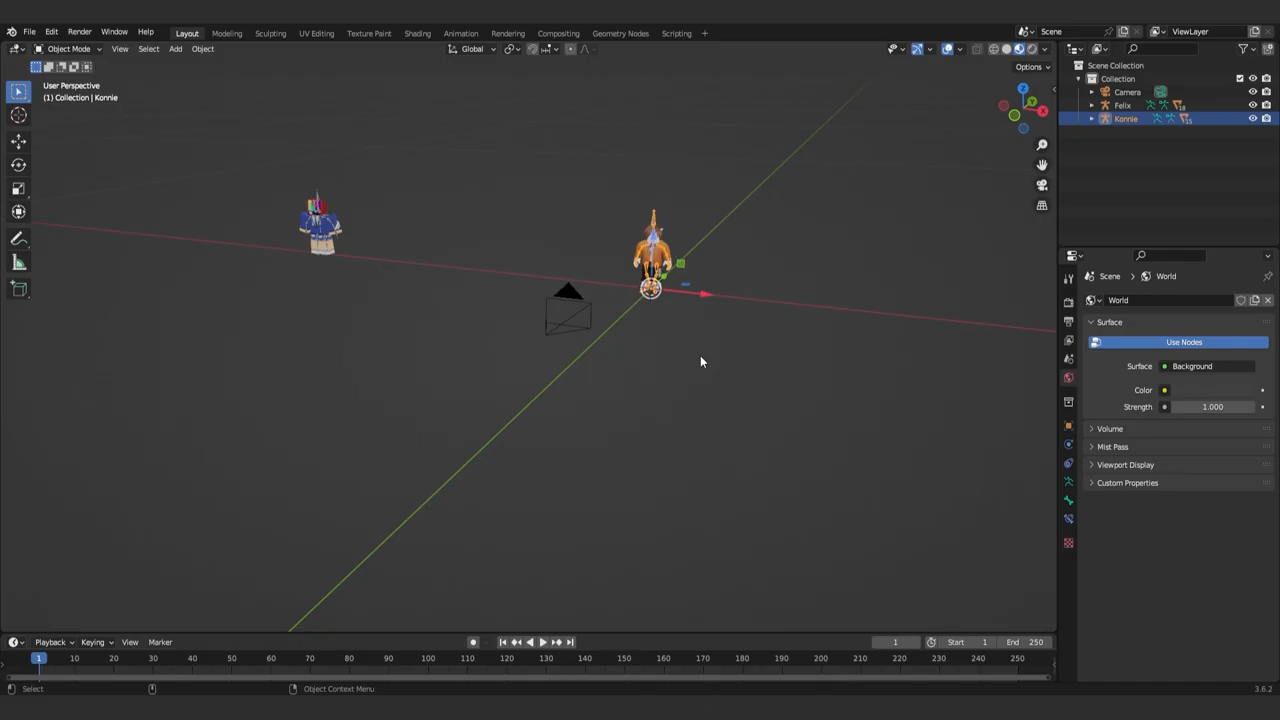 File Edit Render Window Help Layout Modeling Sculpting UV Editing Texture Paint Shading Animation Rendering Compositing Geometry Nodes Scripting + Scene ViewLayer
Object Mode View Select Add Object Global
Options
User Perspective
(1) Collection | Konnie
Scene Collection
Collection
Camera
Felix 18
Konnie 15
Z
Y
X
Scene > World
World
Surface
Use Nodes
Surface Background
Color
Strength 1.000
Volume
Mist Pass
Viewport Display
Custom Properties
Playback Keying View Marker 1 Start 1 End 250
1 10 20 30 40 50 60 70 80 90 100 110 120 130 140 150 160 170 180 190 200 210 220 230 240 250
Select Object Context Menu 3.6.2